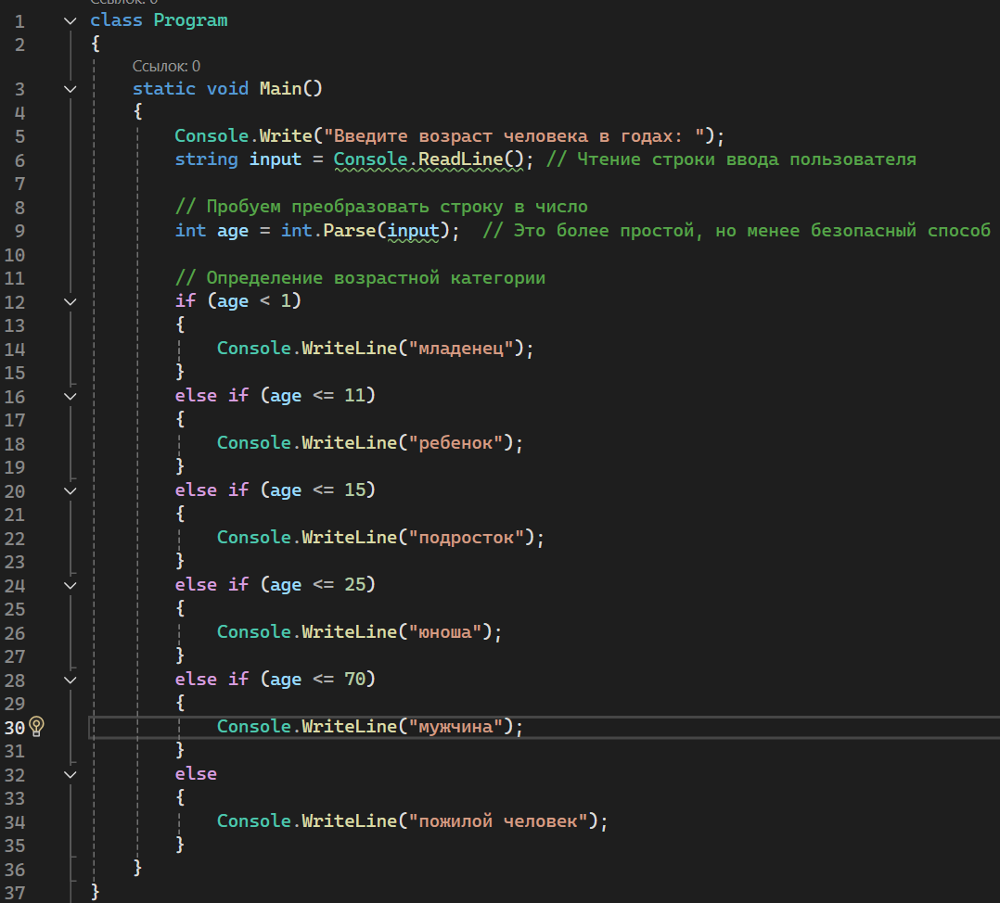 Ссылок: 0
1 class Program
2 {
Ссылок: 0
3 static void Main()
4 {
5 Console.Write("Введите возраст человека в годах: ");
6 string input = Console.ReadLine(); // Чтение строки ввода пользователя
7
8 // Пробуем преобразовать строку в число
9 int age = int.Parse(input); // Это более простой, но менее безопасный способ
10
11 // Определение возрастной категории
12 if (age < 1)
13 {
14 Console.WriteLine("младенец");
15 }
16 else if (age <= 11)
17 {
18 Console.WriteLine("ребенок");
19 }
20 else if (age <= 15)
21 {
22 Console.WriteLine("подросток");
23 }
24 else if (age <= 25)
25 {
26 Console.WriteLine("юноша");
27 }
28 else if (age <= 70)
29 {
30 Console.WriteLine("мужчина");
31 }
32 else
33 {
34 Console.WriteLine("пожилой человек");
35 }
36 }
37 }